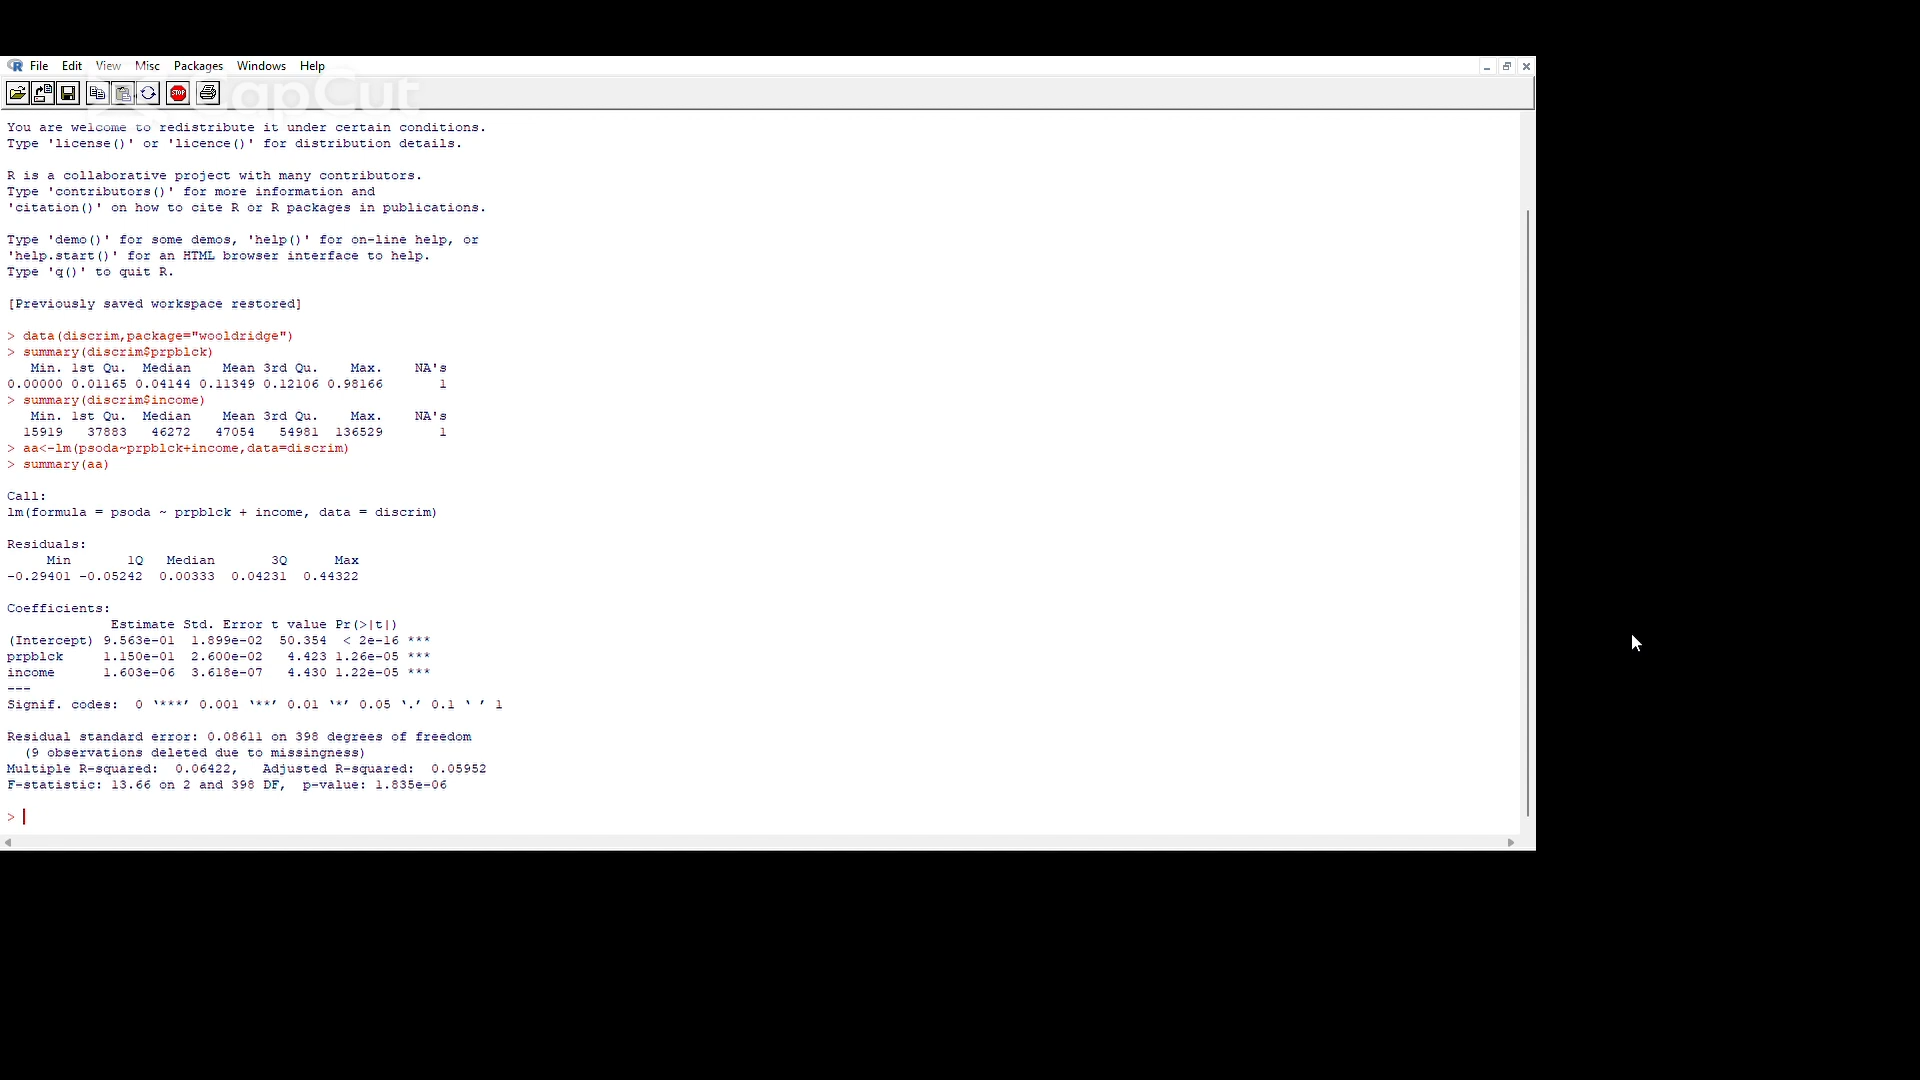 File Edit View Misc Packages Windows Help
CapCut
STOP
You are welcome to redistribute it under certain conditions.
Type 'license()' or 'licence()' for distribution details.
R is a collaborative project with many contributors.
Type 'contributors()' for more information and
'citation()' on how to cite R or R packages in publications.
Type 'demo()' for some demos, 'help()' for on-line help, or
'help.start()' for an HTML browser interface to help.
Type 'q()' to quit R.
[Previously saved workspace restored]
> data(discrim,package="wooldridge")
> summary(discrim$prpblck)
Min. 1st Qu. Median Mean 3rd Qu. Max. NA's
0.00000 0.01165 0.04144 0.11349 0.12106 0.98166 1
> summary(discrim$income)
Min. 1st Qu. Median Mean 3rd Qu. Max. NA's
15919 37883 46272 47054 54981 136529 1
> aa<-lm(psoda~prpblck+income,data=discrim)
> summary(aa)
Call:
lm(formula = psoda ~ prpblck + income, data = discrim)
Residuals:
Min 1Q Median 3Q Max
-0.29401 -0.05242 0.00333 0.04231 0.44322
Coefficients:
Estimate Std. Error t value Pr(>|t|)
(Intercept) 9.563e-01 1.899e-02 50.354 < 2e-16 ***
prpblck 1.150e-01 2.600e-02 4.423 1.26e-05 ***
income 1.603e-06 3.618e-07 4.430 1.22e-05 ***
---
Signif. codes: 0 ‘***’ 0.001 ‘**’ 0.01 ‘*’ 0.05 ‘.’ 0.1 ‘ ’ 1
Residual standard error: 0.08611 on 398 degrees of freedom
(9 observations deleted due to missingness)
Multiple R-squared: 0.06422, Adjusted R-squared: 0.05952
F-statistic: 13.66 on 2 and 398 DF, p-value: 1.835e-06
>